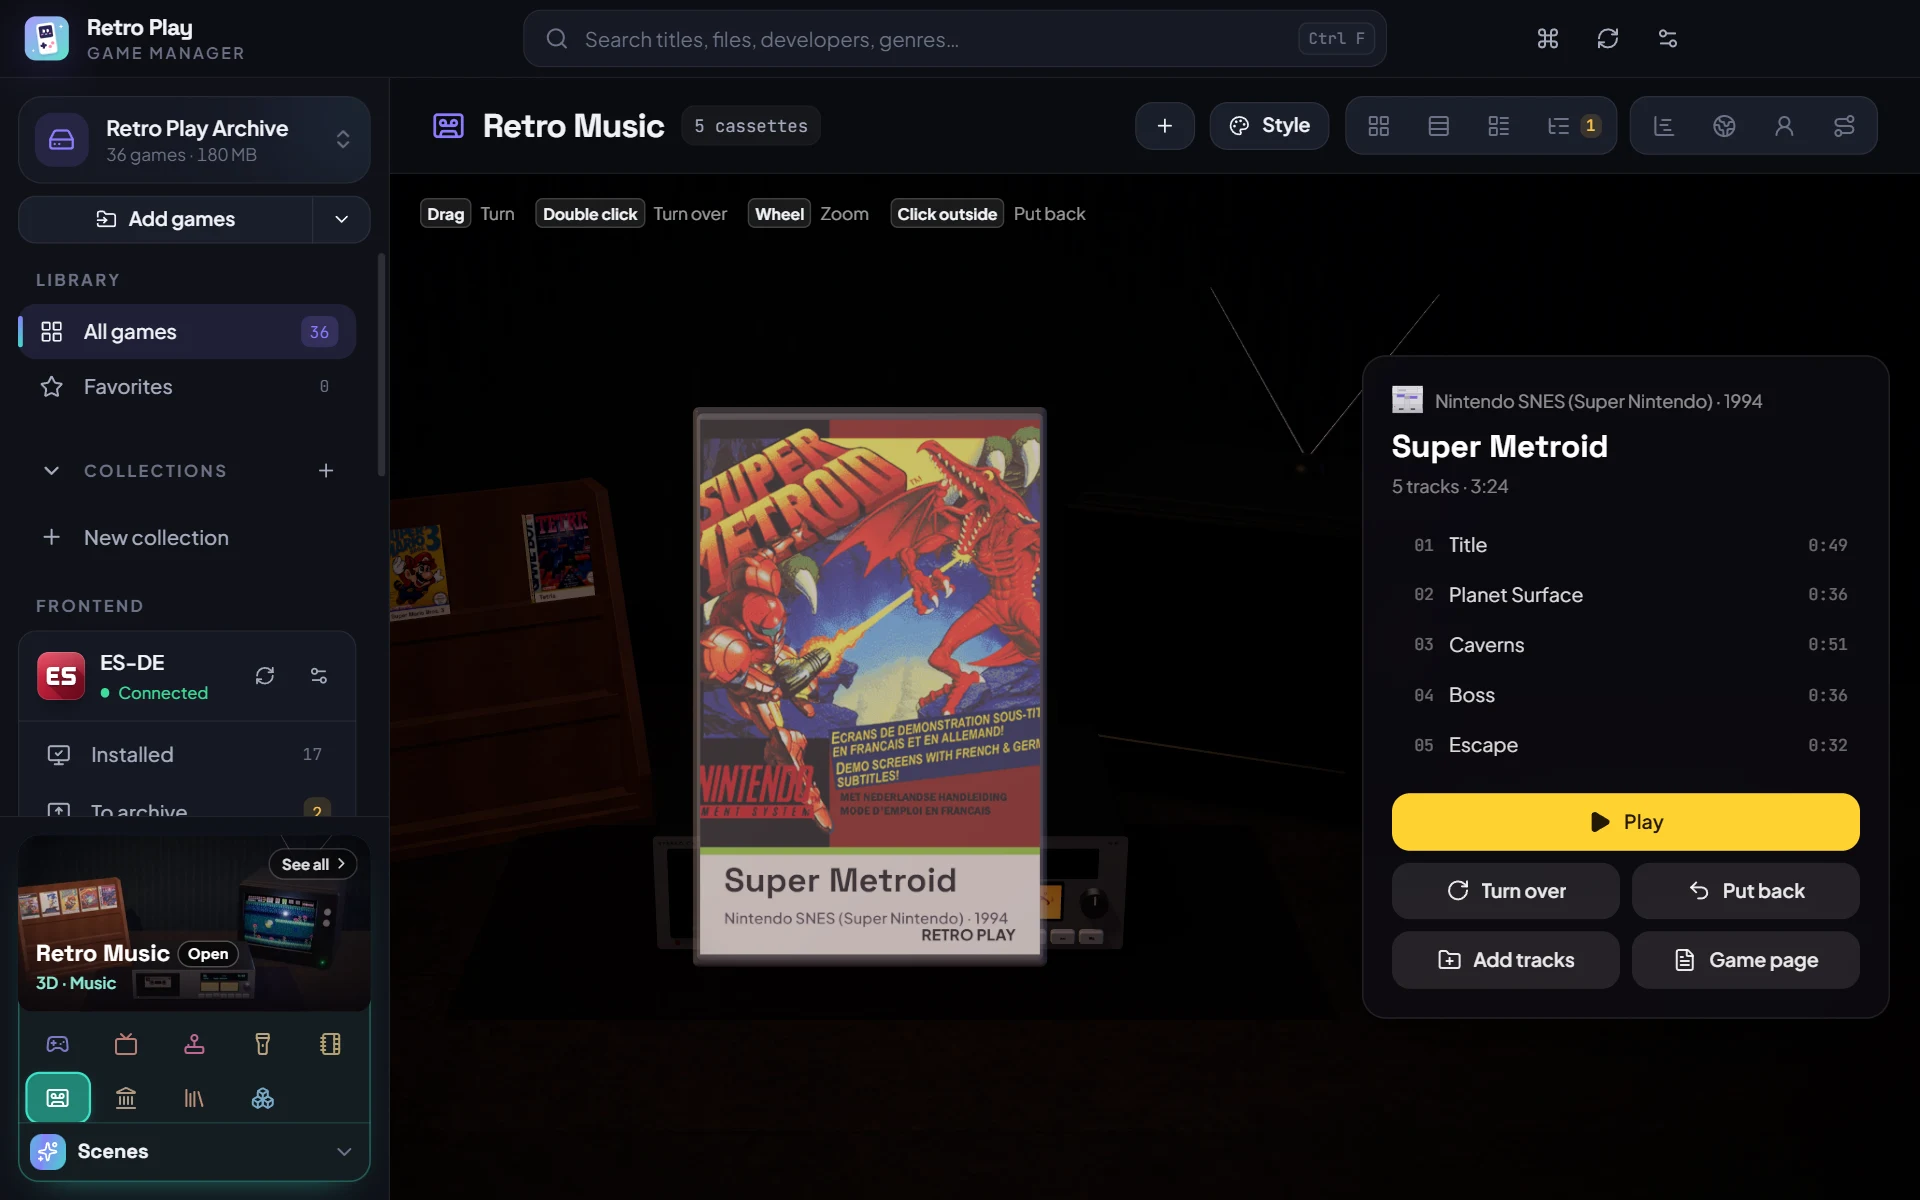 Retro Play
GAME MANAGER
Search titles, files, developers, genres...
Ctrl F
Retro Play Archive
36 games · 180 MB
Add games
LIBRARY
All games
36
Favorites
0
COLLECTIONS
New collection
FRONTEND
ES
ES-DE
Connected
Installed
17
To archive
2
See all
Retro Music
Open
3D · Music
Scenes
Retro Music
5 cassettes
Style
1
Drag
Turn
Double click
Turn over
Wheel
Zoom
Click outside
Put back
TETRIS
Tetris
SUPER
METROID
TM
ECRANS DE DEMONSTRATION SOUS-TIT
EN FRANCAIS ET EN ALLEMAND!
DEMO SCREENS WITH FRENCH & GERM
SUBTITLES!
MET NEDERLANDSE HANDLEIDING
MODE D'EMPLOI EN FRANCAIS
NINTENDO
MENT SYSTEM
Super Metroid
Nintendo SNES (Super Nintendo) · 1994
RETRO PLAY
Nintendo SNES (Super Nintendo) · 1994
Super Metroid
5 tracks · 3:24
01 Title 0:49
02 Planet Surface 0:36
03 Caverns 0:51
04 Boss 0:36
05 Escape 0:32
Play
Turn over
Put back
Add tracks
Game page